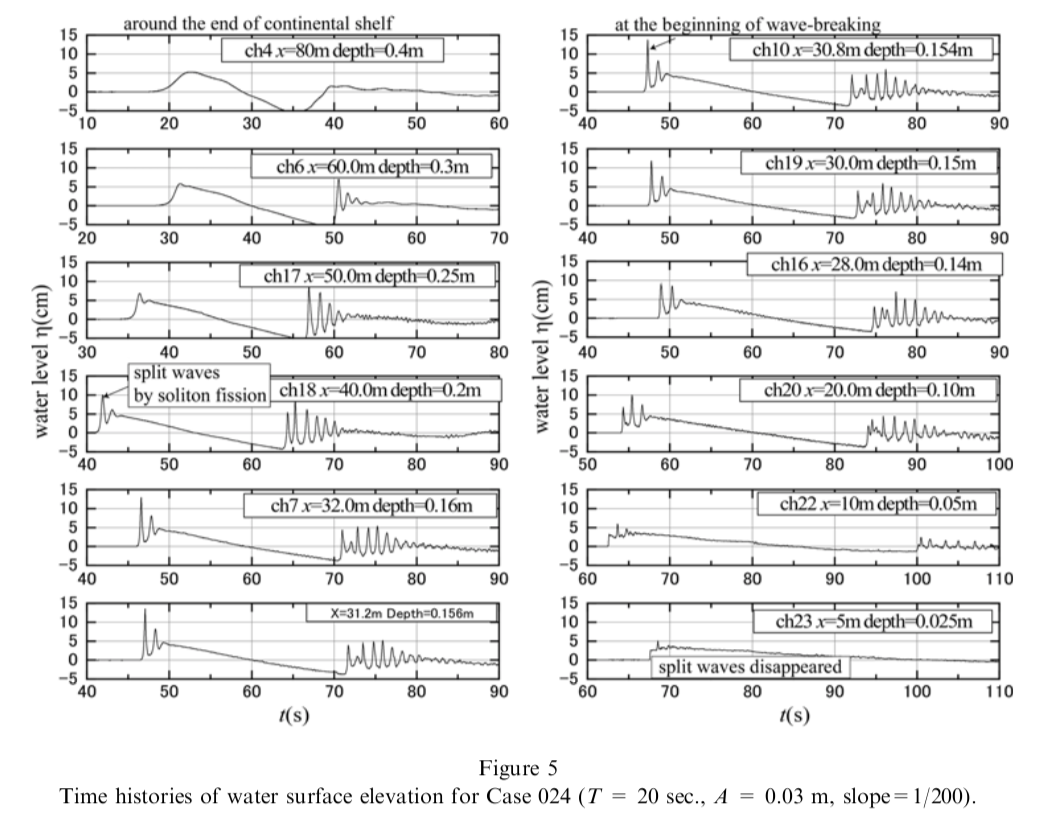 around the end of continental shelf
15
10
5
0
−5
ch4 x=80m depth=0.4m
10 20 30 40 50 60
15
10
5
0
−5
ch6 x=60.0m depth=0.3m
20 30 40 50 60 70
15
10
5
0
−5
ch17 x=50.0m depth=0.25m
30 40 50 60 70 80
water level η(cm)
15
10
5
0
−5
split waves
by soliton fission
ch18 x=40.0m depth=0.2m
40 50 60 70 80 90
15
10
5
0
−5
ch7 x=32.0m depth=0.16m
40 50 60 70 80 90
15
10
5
0
−5
X=31.2m Depth=0.156m
40 50 60 70 80 90
t(s)
at the beginning of wave-breaking
15
10
5
0
−5
ch10 x=30.8m depth=0.154m
40 50 60 70 80 90
15
10
5
0
−5
ch19 x=30.0m depth=0.15m
40 50 60 70 80 90
15
10
5
0
−5
ch16 x=28.0m depth=0.14m
40 50 60 70 80 90
water level η(cm)
15
10
5
0
−5
ch20 x=20.0m depth=0.10m
50 60 70 80 90 100
15
10
5
0
−5
ch22 x=10m depth=0.05m
60 70 80 90 100 110
15
10
5
0
−5
ch23 x=5m depth=0.025m
split waves disappeared
60 70 80 90 100 110
t(s)
Figure 5
Time histories of water surface elevation for Case 024 (T = 20 sec., A = 0.03 m, slope=1/200).